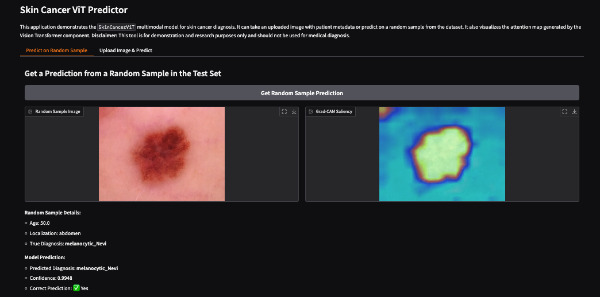 Skin Cancer ViT Predictor
This application demonstrates the SkinCancerViT multimodal model for skin cancer diagnosis. It can take an uploaded image with patient metadata or predict on a random sample from the dataset. It also visualizes the attention map generated by the
Vision Transformer component. Disclaimer: This tool is for demonstration and research purposes only and should not be used for medical diagnosis.
Predict on Random Sample
Upload Image & Predict
Get a Prediction from a Random Sample in the Test Set
Get Random Sample Prediction
Random Sample Image
Grad-CAM Saliency
Random Sample Details:
Age: 50.0
Localization: abdomen
True Diagnosis: melanocytic_Nevi
Model Prediction:
Predicted Diagnosis: melanocytic_Nevi
Confidence: 0.9948
Correct Prediction: ✅ Yes